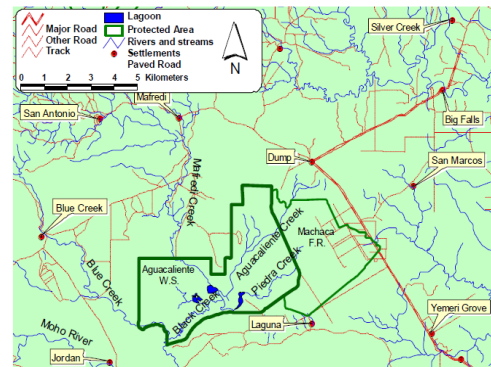 Major Road
Other Road
Track
Lagoon
Protected Area
Rivers and streams
Settlements
Paved Road
0 1 2 3 4 5 Kilometers
N
Silver Creek
Mafredi
San Antonio
Big Falls
Dump
San Marcos
Mafredi Creek
Blue Creek
Aguacaliente Creek
Machaca
F.R.
Aguacaliente
W.S.
Piedra Creek
Blue Creek
Black Creek
Yemeri Grove
Laguna
Moho River
Jordan